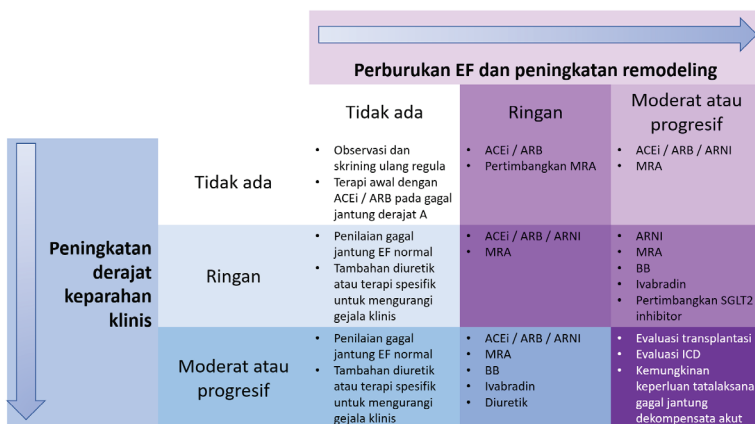 Perburukan EF dan peningkatan remodeling
Tidak ada
Ringan
Moderat atau
progresif
Peningkatan
derajat
keparahan
klinis
Tidak ada
• Observasi dan
skrining ulang regula
• Terapi awal dengan
ACEi / ARB pada gagal
jantung derajat A
• ACEi / ARB
• Pertimbangkan MRA
• ACEi / ARB / ARNI
• MRA
Ringan
• Penilaian gagal
jantung EF normal
• Tambahan diuretik
atau terapi spesifik
untuk mengurangi
gejala klinis
• ACEi / ARB / ARNI
• MRA
• ARNI
• MRA
• BB
• Ivabradin
• Pertimbangkan SGLT2
inhibitor
Moderat atau
progresif
• Penilaian gagal
jantung EF normal
• Tambahan diuretik
atau terapi spesifik
untuk mengurangi
gejala klinis
• ACEi / ARB / ARNI
• MRA
• BB
• Ivabradin
• Diuretik
• Evaluasi transplantasi
• Evaluasi ICD
• Kemungkinan
keperluan tatalaksana
gagal jantung
dekompensata akut